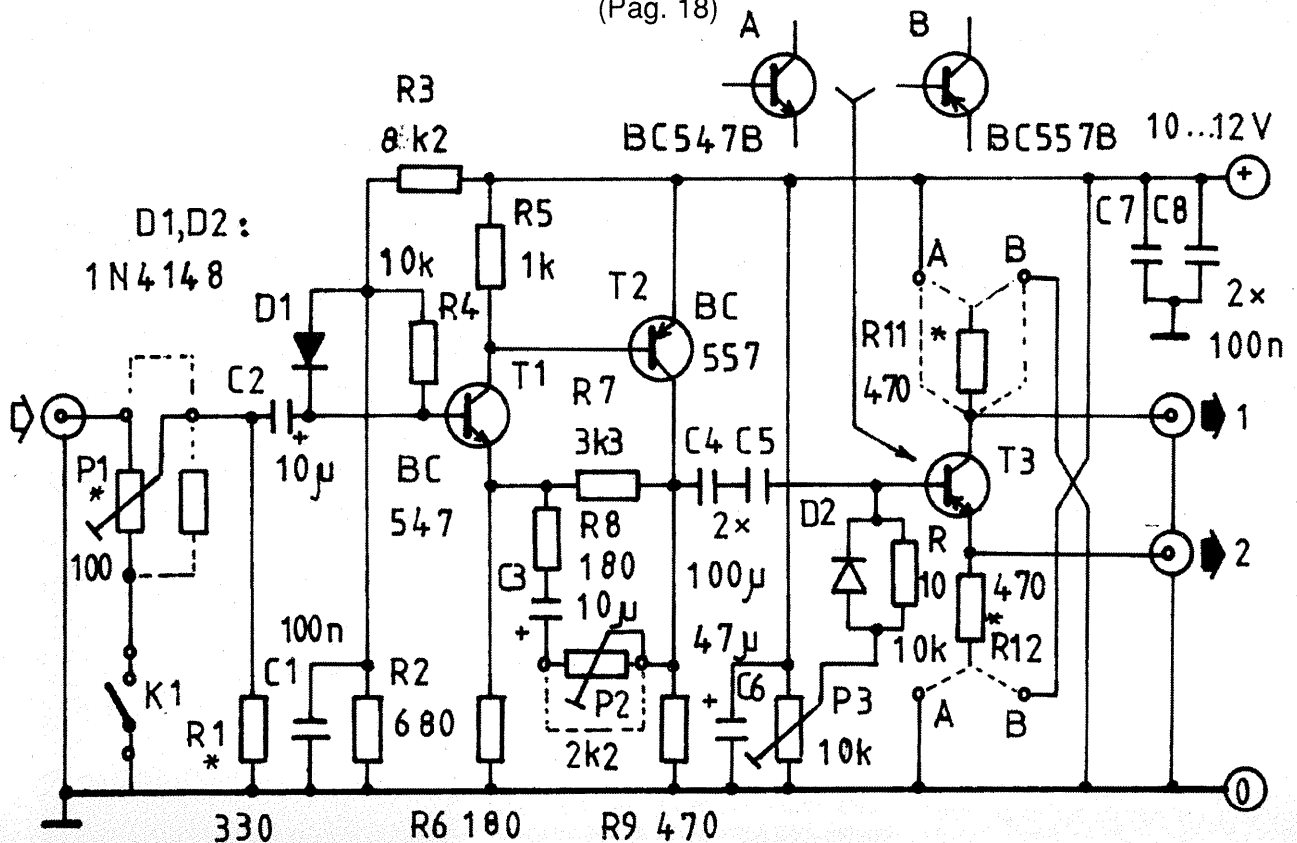 (Pag. 18)
A
B
BC547B
BC557B
10...12V
+
R3
8k2
D1,D2:
1N4148
R5
1k
10k
R4
T2
BC
557
C7
C8
2×
100n
A
B
D1
C2
+
10µ
T1
BC
547
R7
3k3
C4
C5
2×
100µ
R11
*
470
1
T3
P1
*
100
C3
+
R8
180
10µ
D2
R
10
10k
470
*
R12
2
K1
R1
*
330
100n
C1
R2
680
R6 180
P2
2k2
R9 470
47µ
+
C6
P3
10k
A
B
0